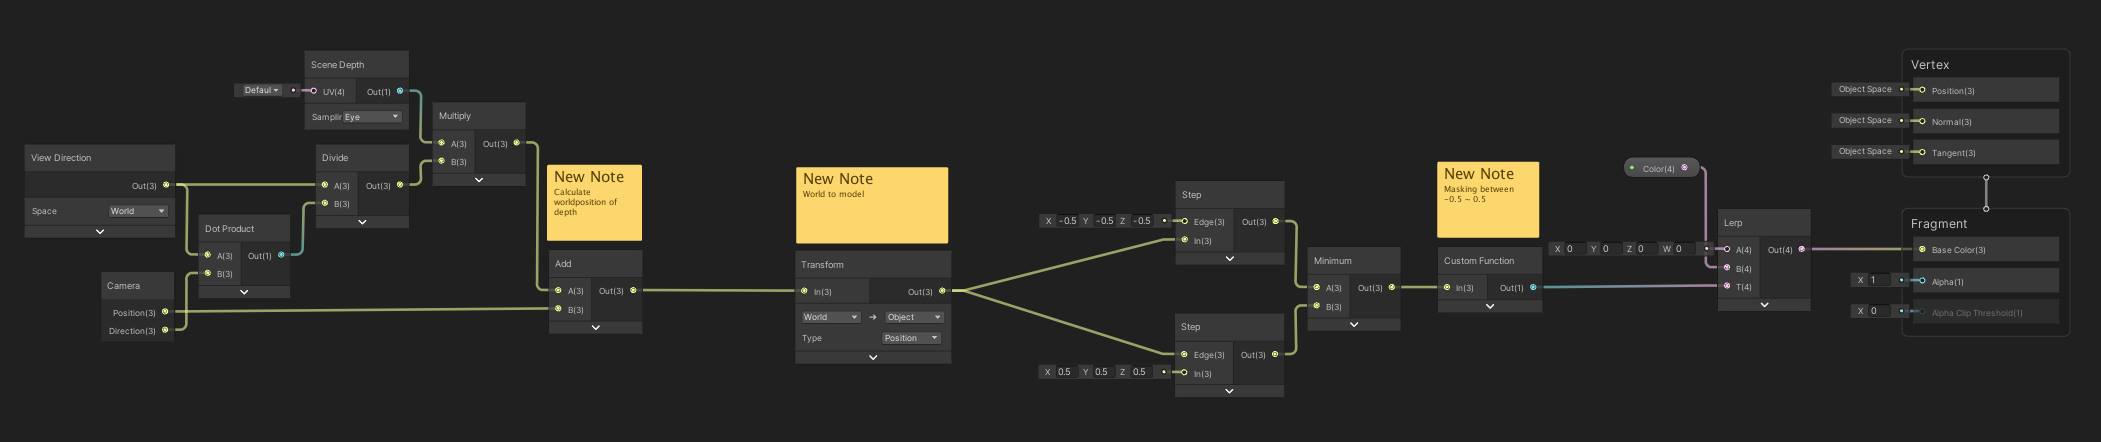 Scene Depth
Defaul
UV(4)
Out(1)
Samplin
Eye
View Direction
Out(3)
Space
World
Dot Product
A(3)
Out(1)
B(3)
Camera
Position(3)
Direction(3)
Divide
A(3)
Out(3)
B(3)
Multiply
A(3)
Out(3)
B(3)
New Note
Calculate
worldposition of
depth
Add
A(3)
Out(3)
B(3)
New Note
World to model
Transform
In(3)
Out(3)
World
Object
Type
Position
Step
X -0.5 Y -0.5 Z -0.5
Edge(3)
Out(3)
In(3)
Step
Edge(3)
Out(3)
X 0.5 Y 0.5 Z 0.5
In(3)
Minimum
A(3)
Out(3)
B(3)
New Note
Masking between
-0.5 ~ 0.5
Custom Function
In(3)
Out(1)
Color(4)
X 0 Y 0 Z 0 W 0
Lerp
A(4)
Out(4)
B(4)
T(4)
Vertex
Object Space
Position(3)
Object Space
Normal(3)
Object Space
Tangent(3)
Fragment
Base Color(3)
X 1
Alpha(1)
X 0
Alpha Clip Threshold(1)